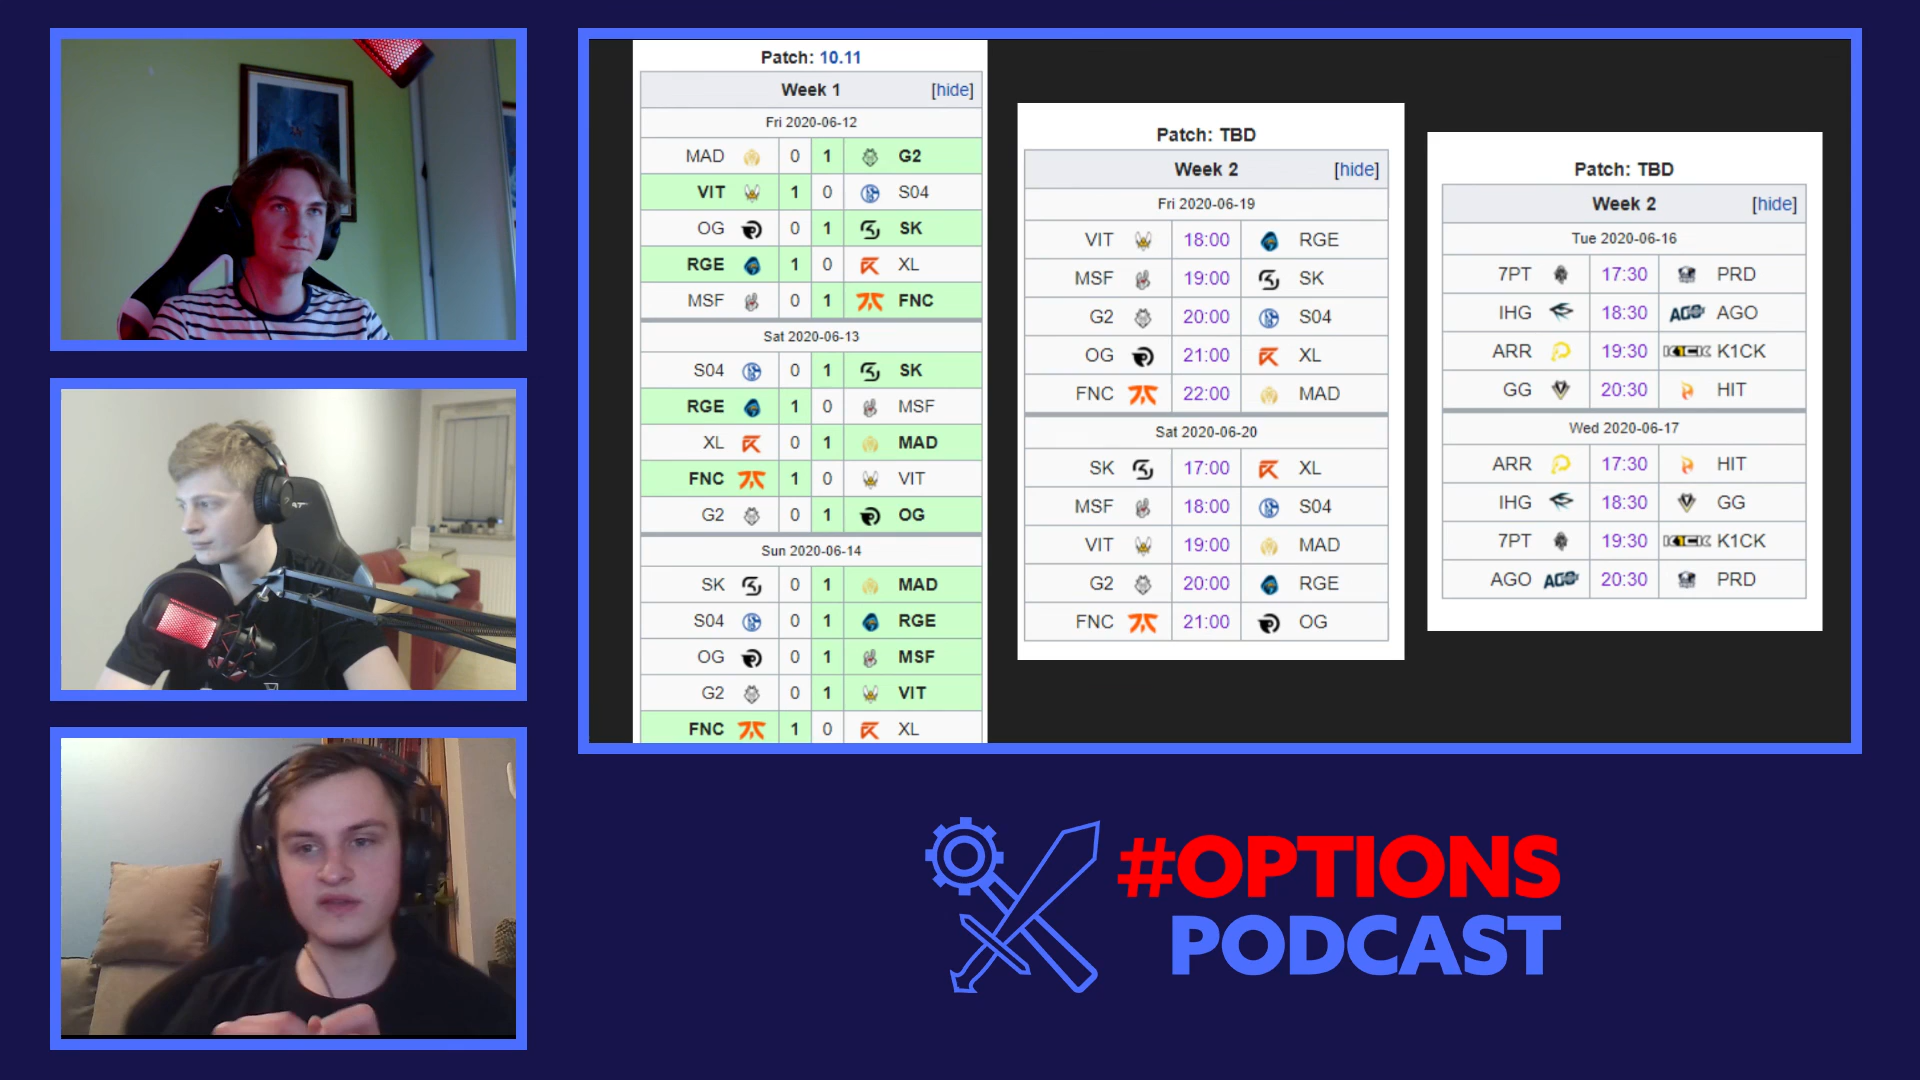 Patch: 10.11
Week 1 [hide]
Fri 2020-06-12
MAD 0 1 G2
VIT 1 0 S04
OG 0 1 SK
RGE 1 0 XL
MSF 0 1 FNC
Sat 2020-06-13
S04 0 1 SK
RGE 1 0 MSF
XL 0 1 MAD
FNC 1 0 VIT
G2 0 1 OG
Sun 2020-06-14
SK 0 1 MAD
S04 0 1 RGE
OG 0 1 MSF
G2 0 1 VIT
FNC 1 0 XL
Patch: TBD
Week 2 [hide]
Fri 2020-06-19
VIT 18:00 RGE
MSF 19:00 SK
G2 20:00 S04
OG 21:00 XL
FNC 22:00 MAD
Sat 2020-06-20
SK 17:00 XL
MSF 18:00 S04
VIT 19:00 MAD
G2 20:00 RGE
FNC 21:00 OG
Patch: TBD
Week 2 [hide]
Tue 2020-06-16
7PT 17:30 PRD
IHG 18:30 AGO AGO
ARR 19:30 K1CK K1CK
GG 20:30 HIT
Wed 2020-06-17
ARR 17:30 HIT
IHG 18:30 GG
7PT 19:30 K1CK K1CK
AGO AGO 20:30 PRD
#OPTIONS
PODCAST